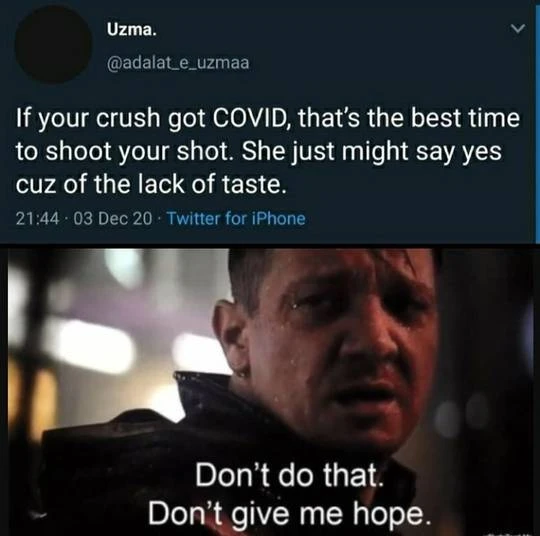 Uzma.
@adalat_e_uzmaa
If your crush got COVID, that's the best time
to shoot your shot. She just might say yes
cuz of the lack of taste.
21:44 · 03 Dec 20 · Twitter for iPhone
Don't do that.
Don't give me hope.